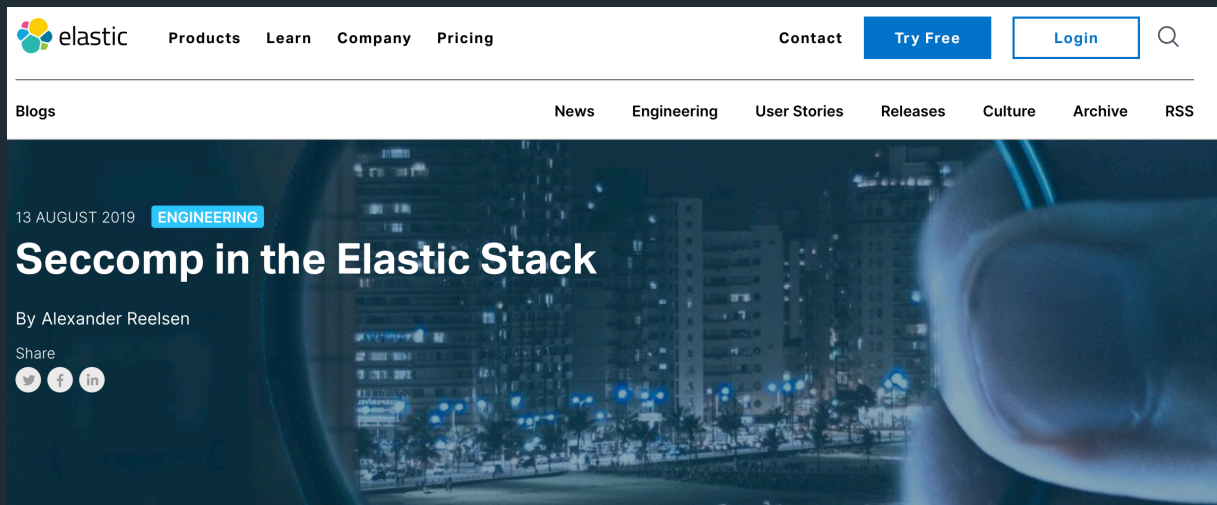 elastic Products Learn Company Pricing Contact Try Free Login
Blogs News Engineering User Stories Releases Culture Archive RSS
13 AUGUST 2019 ENGINEERING
Seccomp in the Elastic Stack
By Alexander Reelsen
Share